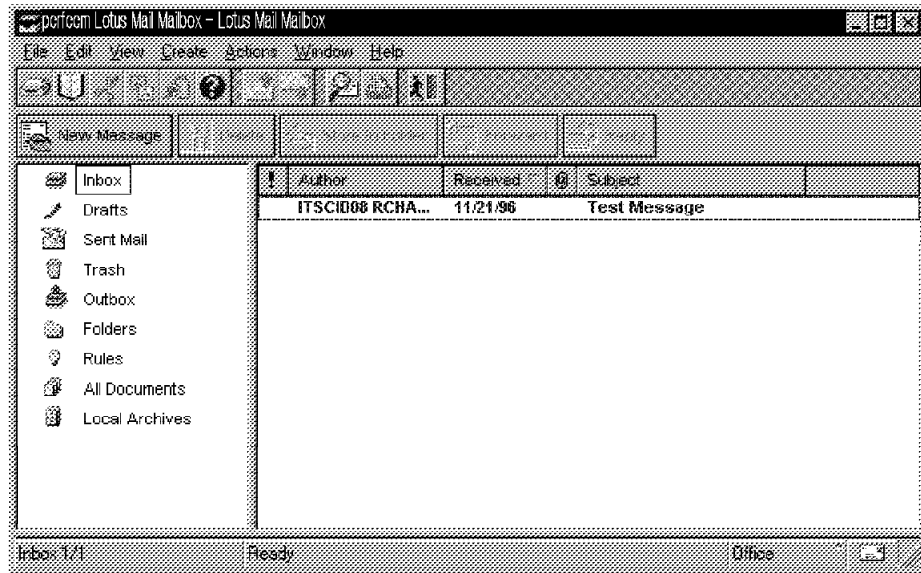 perfeem Lotus Mail Mailbox - Lotus Mail Mailbox
File Edit View Create Actions Window Help
New Message Delete
! Author Received Subject
Inbox
ITSCID08 RCHA... 11/21/96 Test Message
Drafts
Sent Mail
Trash
Outbox
Folders
Rules
All Documents
Local Archives
Inbox 1/1 Ready Office